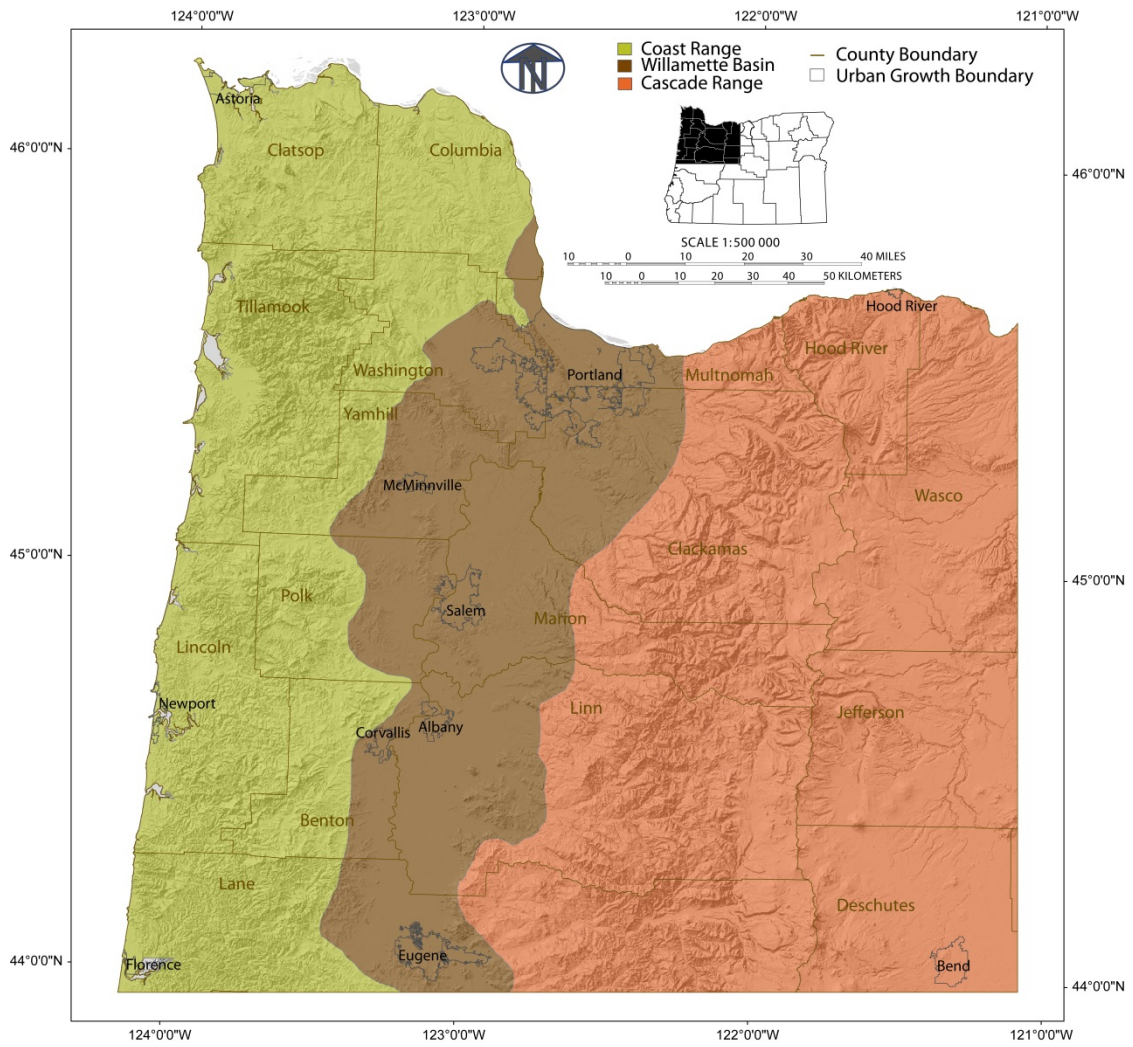 124°0'0"W 123°0'0"W 122°0'0"W 121°0'0"W
N
Coast Range
Willamette Basin
Cascade Range
County Boundary
Urban Growth Boundary
SCALE 1:500 000
10 0 10 20 30 40 MILES
10 0 10 20 30 40 50 KILOMETERS
Astoria
46°0'0"N
46°0'0"N
Clatsop
Columbia
Tillamook
Hood River
Hood River
Washington
Portland
Multnomah
Yamhill
McMinnville
Wasco
45°0'0"N
Clackamas
45°0'0"N
Polk
Salem
Marion
Lincoln
Newport
Linn
Jefferson
Corvallis
Albany
Benton
Lane
Deschutes
44°0'0"N
Florence
Eugene
Bend
44°0'0"N
124°0'0"W 123°0'0"W 122°0'0"W 121°0'0"W